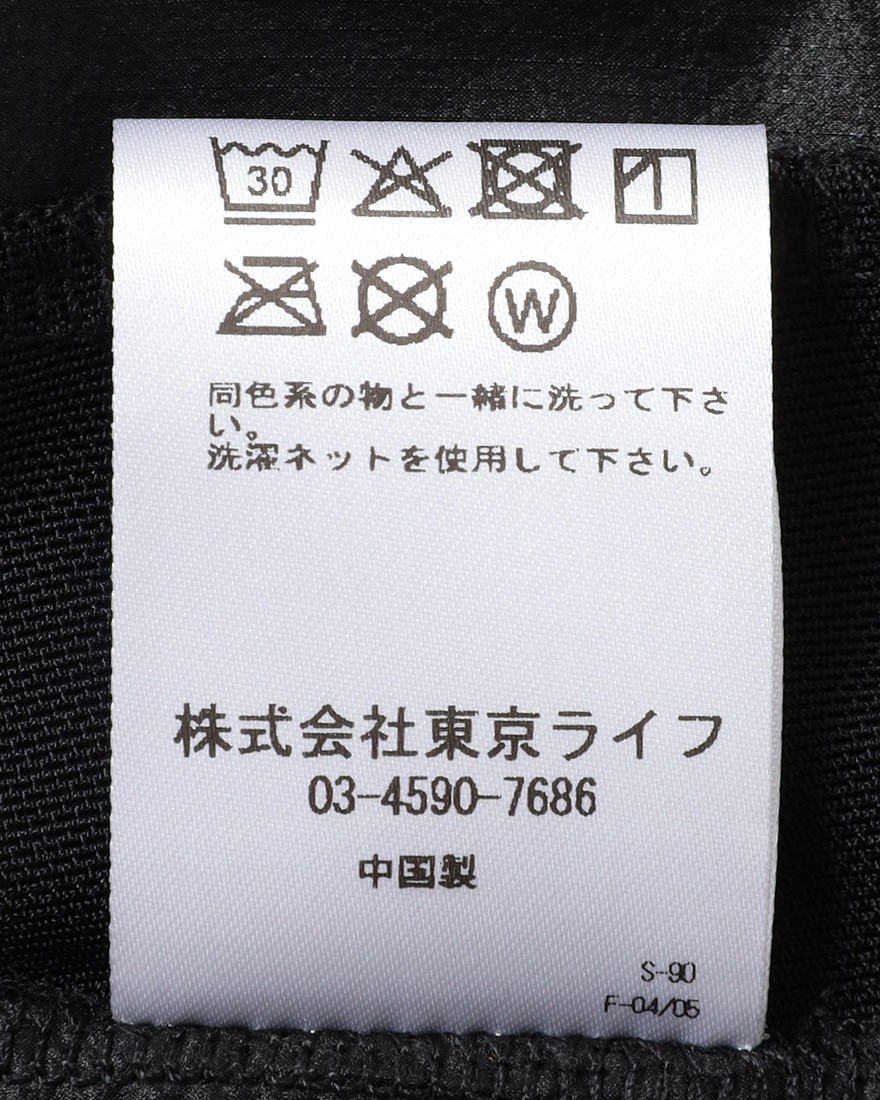 30
W
同色系の物と一緒に洗って下さ
い。
洗濯ネットを使用して下さい。
株式会社東京ライフ
03-4590-7686
中国製
S-90
F-04/05